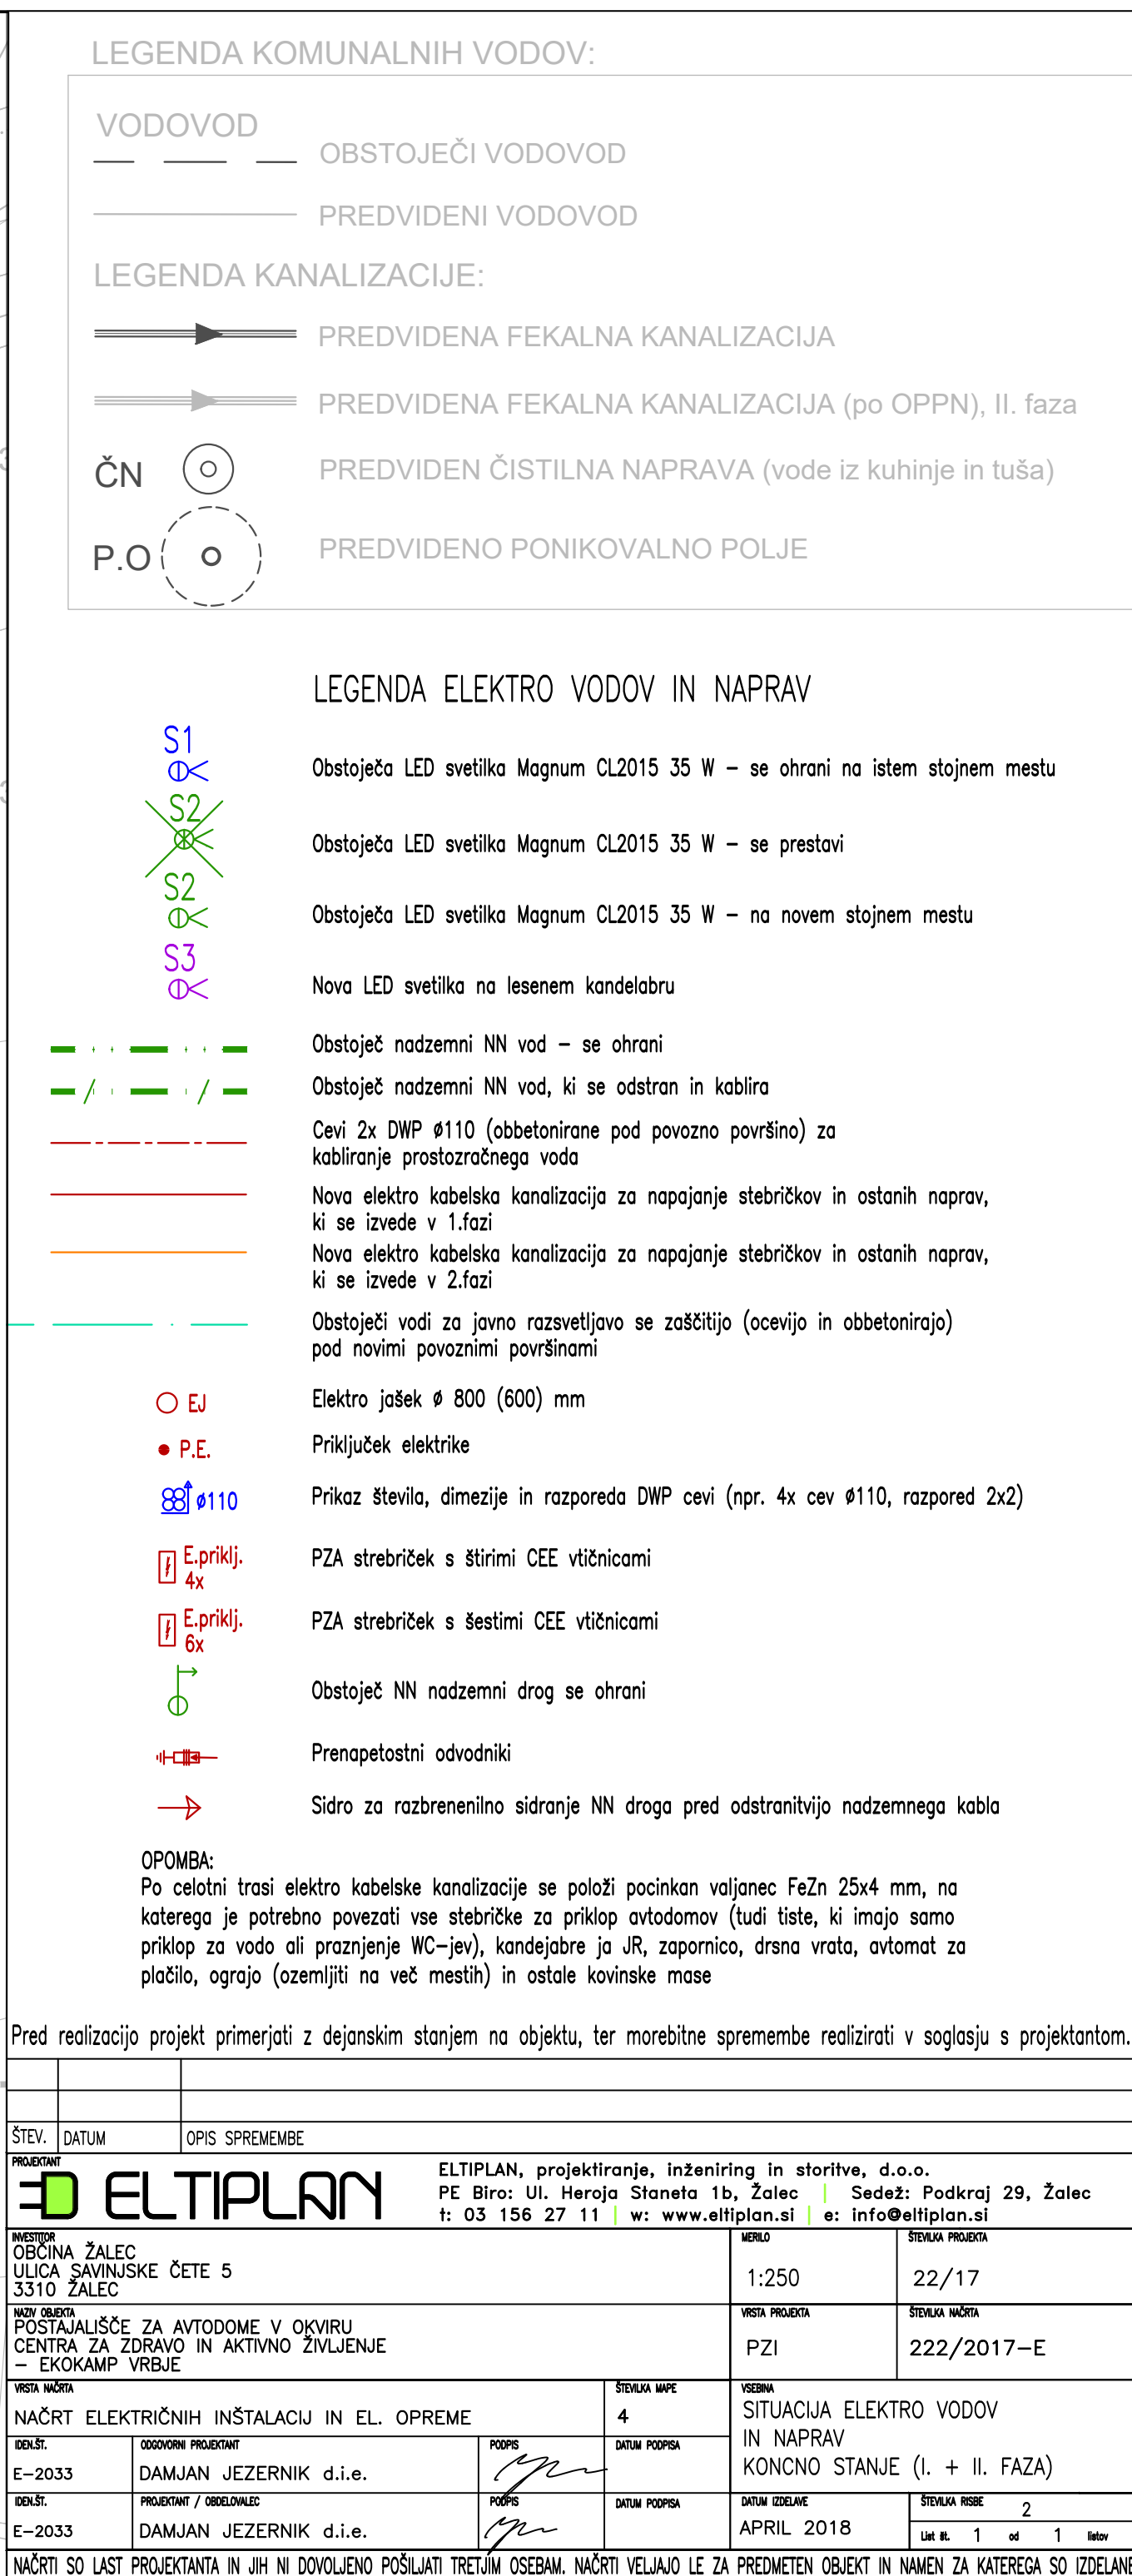 LEGENDA KOMUNALNIH VODOV:
VODOVOD
OBSTOJEČI VODOVOD
PREDVIDENI VODOVOD
LEGENDA KANALIZACIJE:
PREDVIDENA FEKALNA KANALIZACIJA
PREDVIDENA FEKALNA KANALIZACIJA (po OPPN), II. faza
ČN PREDVIDEN ČISTILNA NAPRAVA (vode iz kuhinje in tuša)
P.O PREDVIDENO PONIKOVALNO POLJE
LEGENDA ELEKTRO VODOV IN NAPRAV
S1
Obstoječa LED svetilka Magnum CL2015 35 W – se ohrani na istem stojnem mestu
S2
Obstoječa LED svetilka Magnum CL2015 35 W – se prestavi
S2
Obstoječa LED svetilka Magnum CL2015 35 W – na novem stojnem mestu
S3
Nova LED svetilka na lesenem kandelabru
Obstoječ nadzemni NN vod – se ohrani
Obstoječ nadzemni NN vod, ki se odstran in kablira
Cevi 2x DWP ø110 (obbetonirane pod povozno površino) za
kabliranje prostozračnega voda
Nova elektro kabelska kanalizacija za napajanje stebričkov in ostanih naprav,
ki se izvede v 1.fazi
Nova elektro kabelska kanalizacija za napajanje stebričkov in ostanih naprav,
ki se izvede v 2.fazi
Obstoječi vodi za javno razsvetljavo se zaščitijo (ocevijo in obbetonirajo)
pod novimi povoznimi površinami
EJ Elektro jašek ø 800 (600) mm
P.E. Priključek elektrike
ø110 Prikaz števila, dimezije in razporeda DWP cevi (npr. 4x cev ø110, razpored 2x2)
E.priklj. PZA strebriček s štirimi CEE vtičnicami
4x
E.priklj. PZA strebriček s šestimi CEE vtičnicami
6x
Obstoječ NN nadzemni drog se ohrani
Prenapetostni odvodniki
Sidro za razbrenenilno sidranje NN droga pred odstranitvijo nadzemnega kabla
OPOMBA:
Po celotni trasi elektro kabelske kanalizacije se položi pocinkan valjanec FeZn 25x4 mm, na
katerega je potrebno povezati vse stebričke za priklop avtodomov (tudi tiste, ki imajo samo
priklop za vodo ali praznjenje WC–jev), kandejabre ja JR, zapornico, drsna vrata, avtomat za
plačilo, ograjo (ozemljiti na več mestih) in ostale kovinske mase
Pred realizacijo projekt primerjati z dejanskim stanjem na objektu, ter morebitne spremembe realizirati v soglasju s projektantom.
ŠTEV. DATUM OPIS SPREMEMBE
PROJEKTANT
ELTIPLAN
ELTIPLAN, projektiranje, inženiring in storitve, d.o.o.
PE Biro: Ul. Heroja Staneta 1b, Žalec | Sedež: Podkraj 29, Žalec
t: 03 156 27 11 | w: www.eltiplan.si | e: info@eltiplan.si
INVESTITOR
OBČINA ŽALEC
ULICA SAVINJSKE ČETE 5
3310 ŽALEC
MERILO
1:250
ŠTEVILKA PROJEKTA
22/17
NAZIV OBJEKTA
POSTAJALIŠČE ZA AVTODOME V OKVIRU
CENTRA ZA ZDRAVO IN AKTIVNO ŽIVLJENJE
– EKOKAMP VRBJE
VRSTA PROJEKTA
PZI
ŠTEVILKA NAČRTA
222/2017–E
VRSTA NAČRTA
NAČRT ELEKTRIČNIH INŠTALACIJ IN EL. OPREME
ŠTEVILKA MAPE
4
VSEBINA
SITUACIJA ELEKTRO VODOV
IN NAPRAV
KONCNO STANJE (I. + II. FAZA)
IDEN.ŠT. ODGOVORNI PROJEKTANT PODPIS DATUM PODPISA
E–2033 DAMJAN JEZERNIK d.i.e.
IDEN.ŠT. PROJEKTANT / OBDELOVALEC PODPIS DATUM PODPISA
E–2033 DAMJAN JEZERNIK d.i.e.
DATUM IZDELAVE
APRIL 2018
ŠTEVILKA RISBE
2
List št. 1 od 1 listov
NAČRTI SO LAST PROJEKTANTA IN JIH NI DOVOLJENO POŠILJATI TRETJIM OSEBAM. NAČRTI VELJAJO LE ZA PREDMETEN OBJEKT IN NAMEN ZA KATEREGA SO IZDELANI